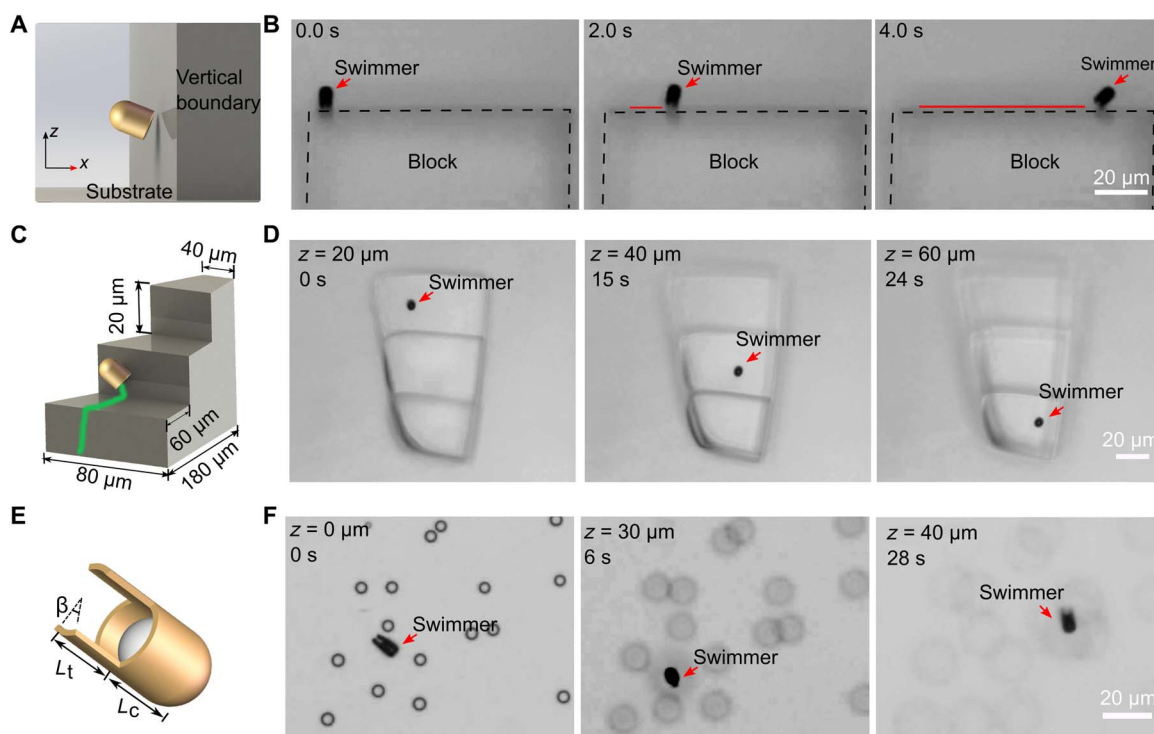 A
Vertical
boundary
z
x
Substrate
B
0.0 s
Swimmer
Block
2.0 s
Swimmer
Block
4.0 s
Swimmer
Block
20 µm
C
40 µm
20 µm
60 µm
80 µm
180 µm
D
z = 20 µm
0 s
Swimmer
z = 40 µm
15 s
Swimmer
z = 60 µm
24 s
Swimmer
20 µm
E
β
Lt
Lc
F
z = 0 µm
0 s
Swimmer
z = 30 µm
6 s
Swimmer
z = 40 µm
28 s
Swimmer
20 µm